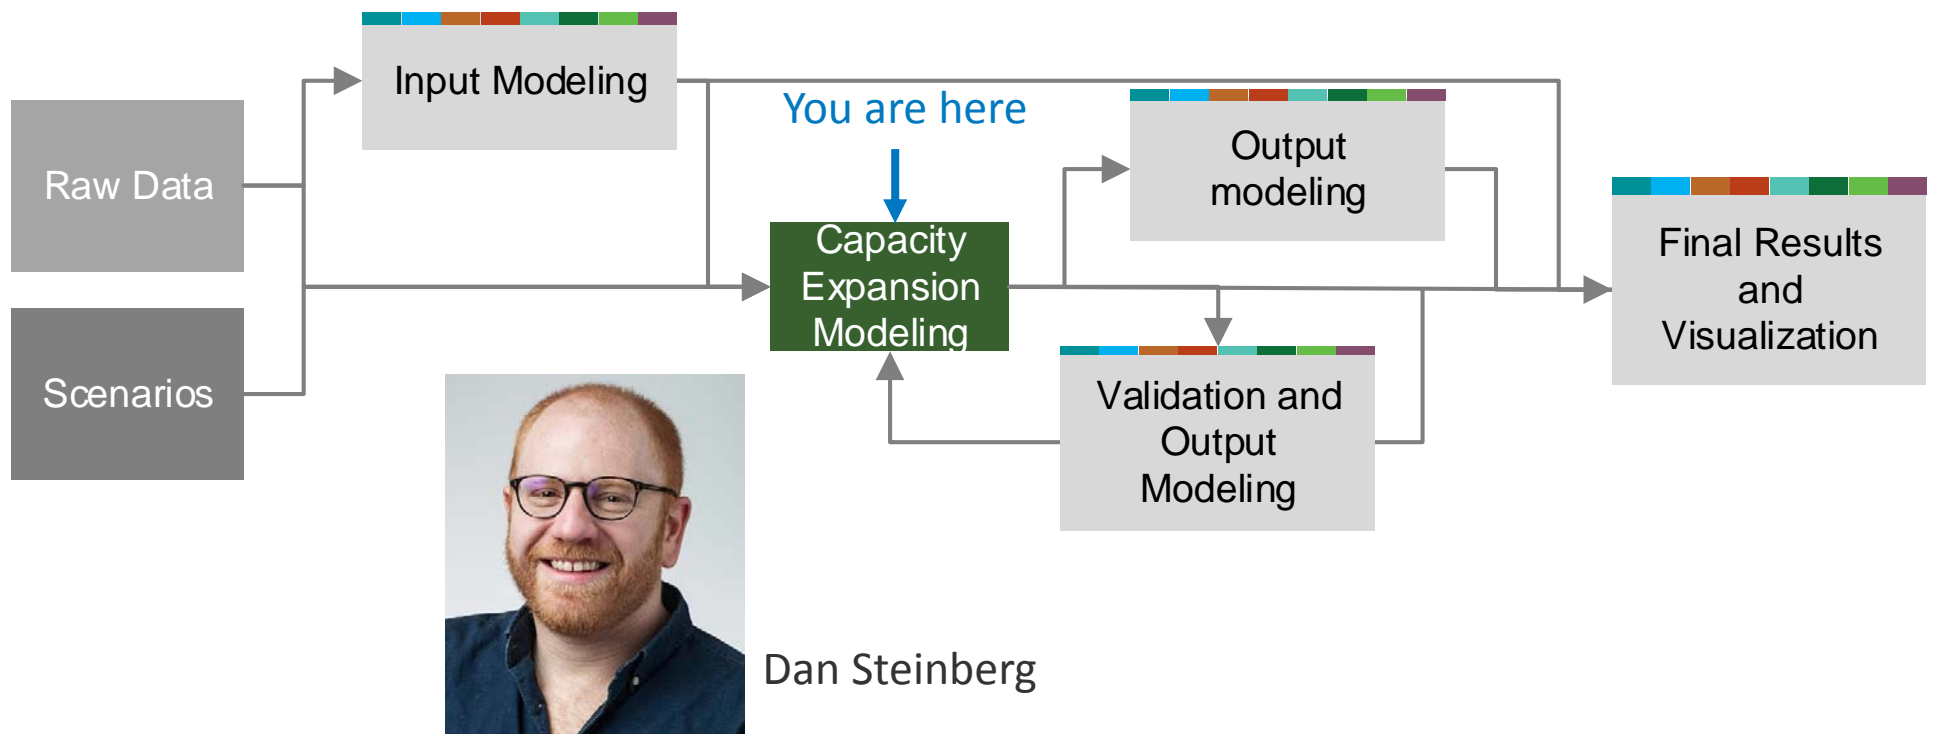 Input Modeling
You are here
Raw Data
Output
modeling
Capacity
Expansion
Modeling
Final Results
and
Visualization
Scenarios
Validation and
Output
Modeling
Dan Steinberg